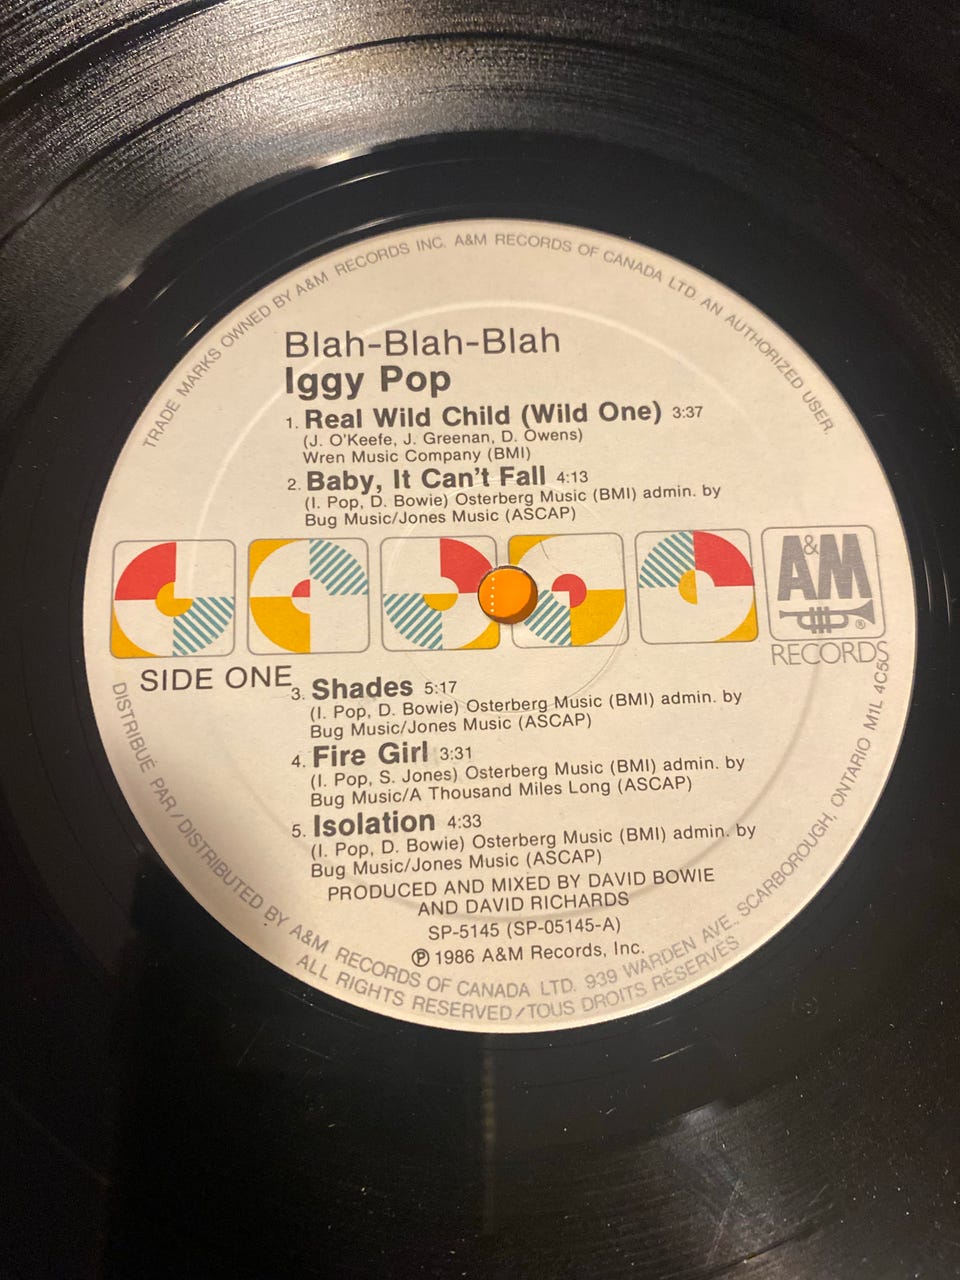 TRADE MARKS OWNED BY A&M RECORDS INC. A&M RECORDS OF CANADA LTD. AN AUTHORIZED USER.
Blah-Blah-Blah
Iggy Pop
1. Real Wild Child (Wild One) 3:37
(J. O'Keefe, J. Greenan, D. Owens)
Wren Music Company (BMI)
2. Baby, It Can't Fall 4:13
(I. Pop, D. Bowie) Osterberg Music (BMI) admin. by
Bug Music/Jones Music (ASCAP)
A&M
®
RECORDS
SIDE ONE
3. Shades 5:17
(I. Pop, D. Bowie) Osterberg Music (BMI) admin. by
Bug Music/Jones Music (ASCAP)
4. Fire Girl 3:31
(I. Pop, S. Jones) Osterberg Music (BMI) admin. by
Bug Music/A Thousand Miles Long (ASCAP)
5. Isolation 4:33
(I. Pop, D. Bowie) Osterberg Music (BMI) admin. by
Bug Music/Jones Music (ASCAP)
PRODUCED AND MIXED BY DAVID BOWIE
AND DAVID RICHARDS
SP-5145 (SP-05145-A)
℗ 1986 A&M Records, Inc.
DISTRIBUÉ PAR/DISTRIBUTED BY A&M RECORDS OF CANADA LTD. 939 WARDEN AVE., SCARBOROUGH, ONTARIO M1L 4C5
ALL RIGHTS RESERVED/TOUS DROITS RÉSERVÉS